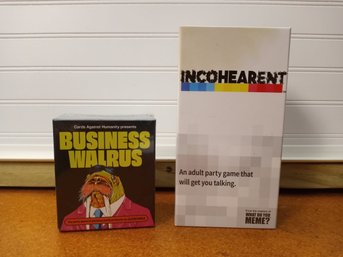 Cards Against Humanity presents
BUSINESS
WALRUS
INCOHEARENT
An adult party game that
will get you talking.
WHAT DO YOU
MEME?